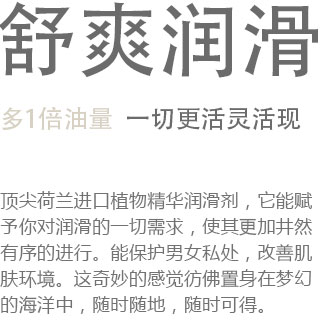 舒爽润滑
多1倍油量 一切更活灵活现
顶尖荷兰进口植物精华润滑剂，它能赋
予你对润滑的一切需求，使其更加井然
有序的进行。能保护男女私处，改善肌
肤环境。这奇妙的感觉彷佛置身在梦幻
的海洋中，随时随地，随时可得。